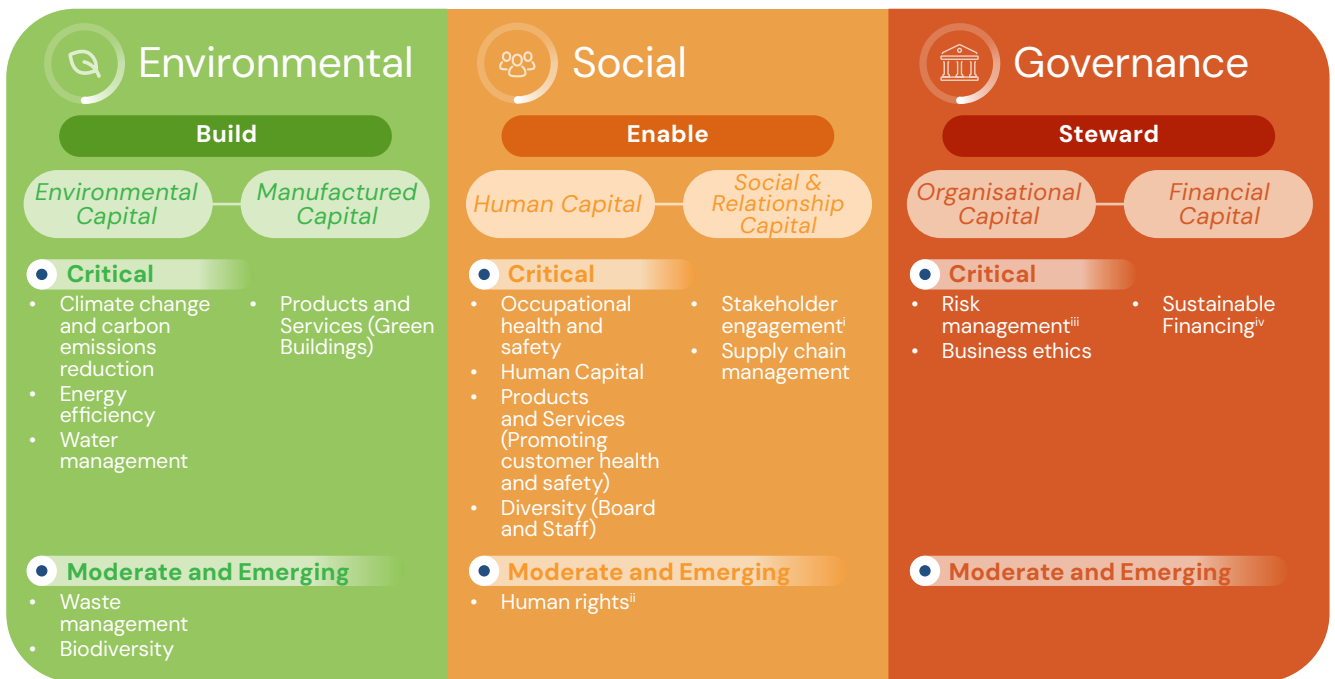 Environmental
Build
Environmental
Capital
Manufactured
Capital
Critical
• Climate change
and carbon
emissions
reduction
• Energy
efficiency
• Water
management
• Products and
Services (Green
Buildings)
Moderate and Emerging
• Waste
management
• Biodiversity
Social
Enable
Human Capital
Social &
Relationship
Capital
Critical
• Occupational
health and
safety
• Human Capital
• Products
and Services
(Promoting
customer health
and safety)
• Diversity (Board
and Staff)
• Stakeholder
engagementⁱ
• Supply chain
management
Moderate and Emerging
• Human rightsⁱⁱ
Governance
Steward
Organisational
Capital
Financial
Capital
Critical
• Risk
managementⁱⁱⁱ
• Business ethics
• Sustainable
Financingⁱᵛ
Moderate and Emerging